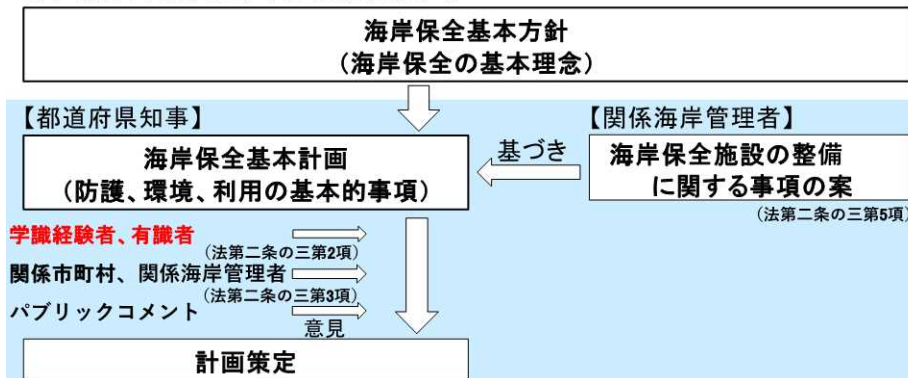 海岸保全基本方針
(海岸保全の基本理念)
【都道府県知事】
【関係海岸管理者】
海岸保全基本計画
(防護、環境、利用の基本的事項)
基づき
海岸保全施設の整備
に関する事項の案
(法第二条の三第5項)
学識経験者、有識者
(法第二条の三第2項)
関係市町村、関係海岸管理者
(法第二条の三第3項)
パブリックコメント
意見
計画策定